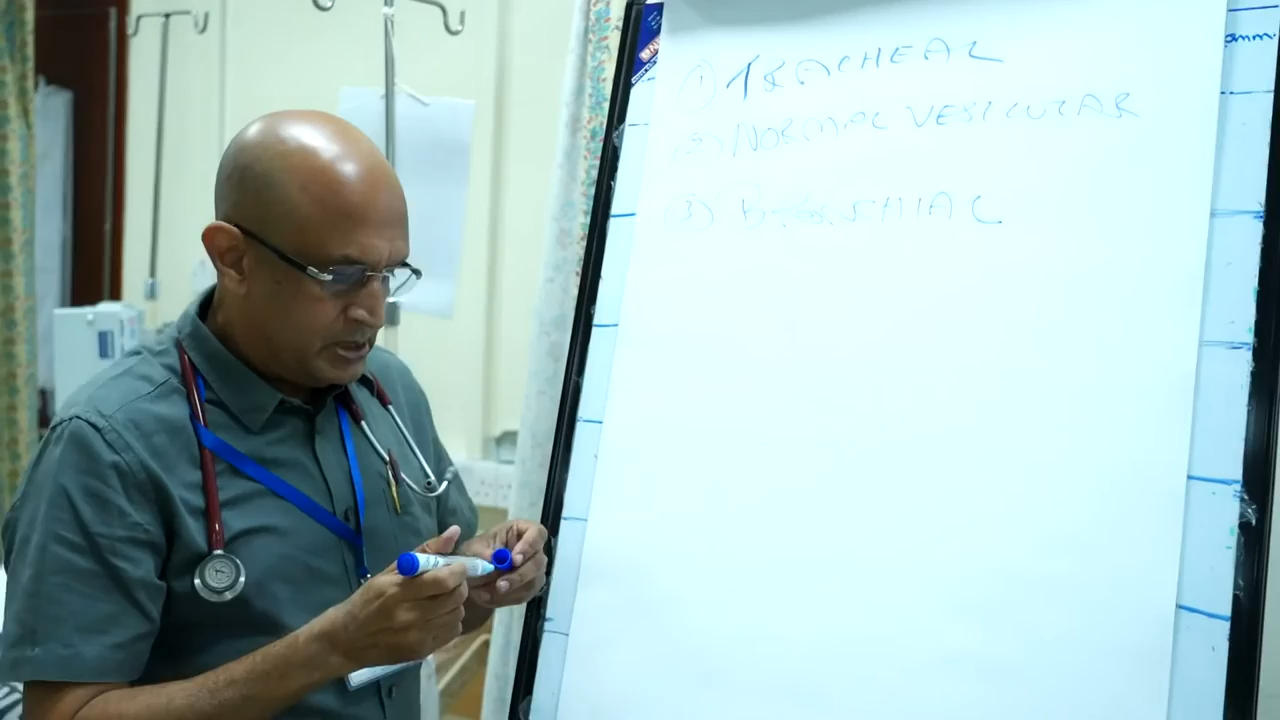 ① TRACHEAL
② NORMAL VESICULAR
③ BRONCHIAL